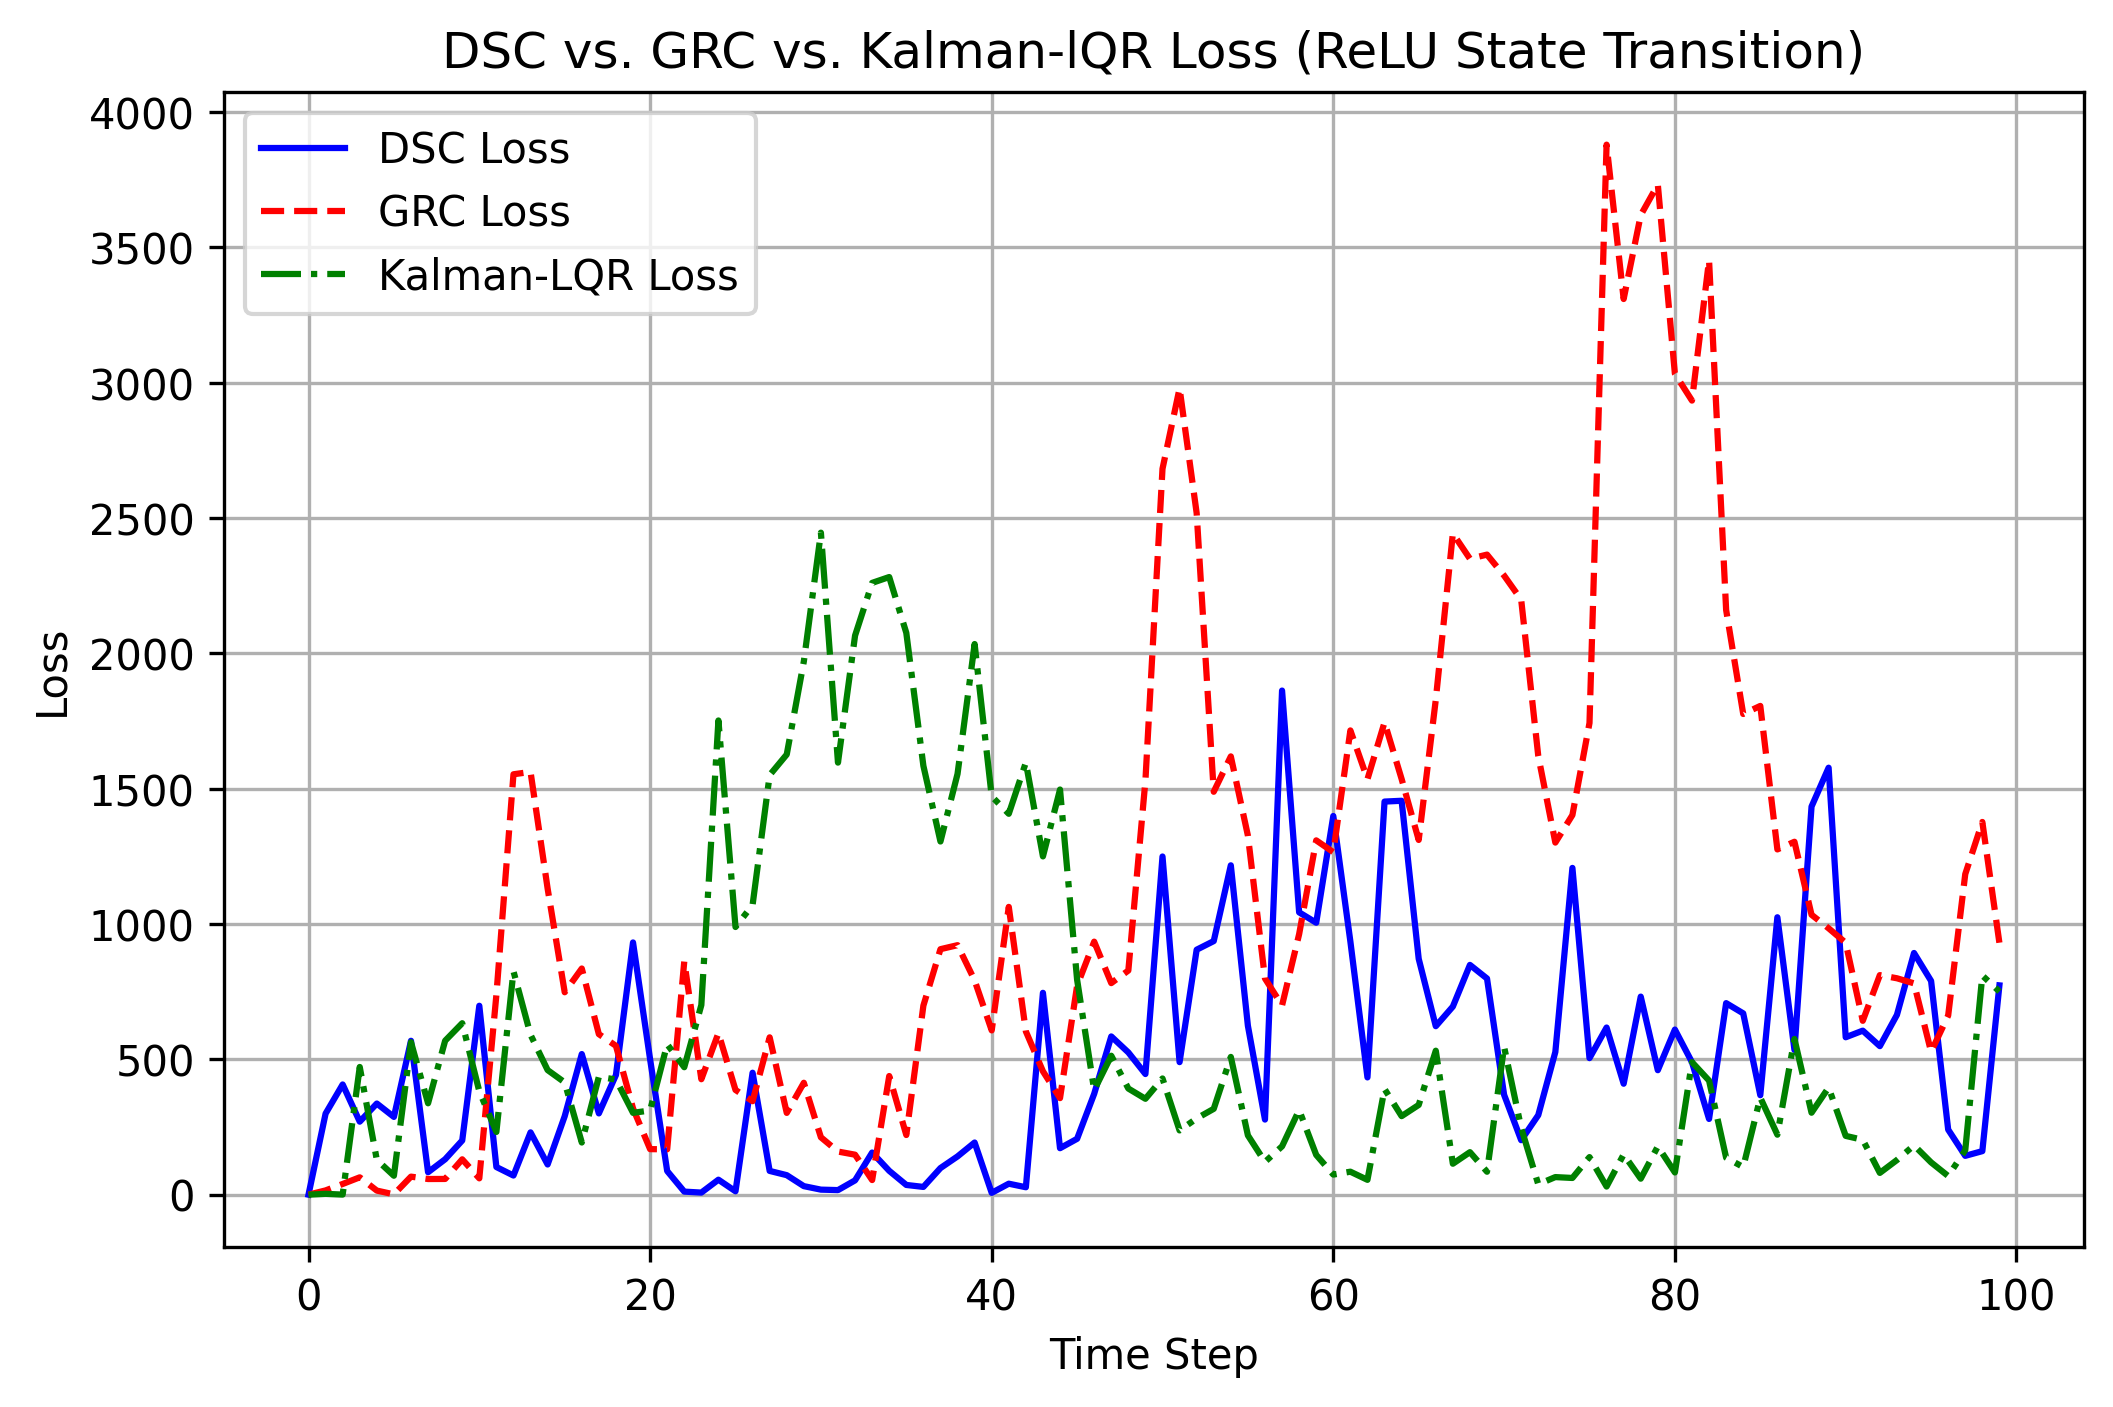 DSC vs. GRC vs. Kalman-lQR Loss (ReLU State Transition)
4000
3500
3000
2500
2000
1500
1000
500
0
Loss
DSC Loss
GRC Loss
Kalman-LQR Loss
0 20 40 60 80 100
Time Step